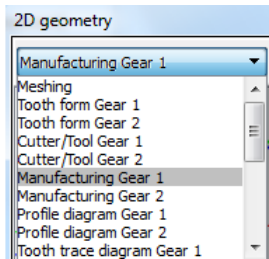 2D geometry
Manufacturing Gear 1
Meshing
Tooth form Gear 1
Tooth form Gear 2
Cutter/Tool Gear 1
Cutter/Tool Gear 2
Manufacturing Gear 1
Manufacturing Gear 2
Profile diagram Gear 1
Profile diagram Gear 2
Tooth trace diagram Gear 1